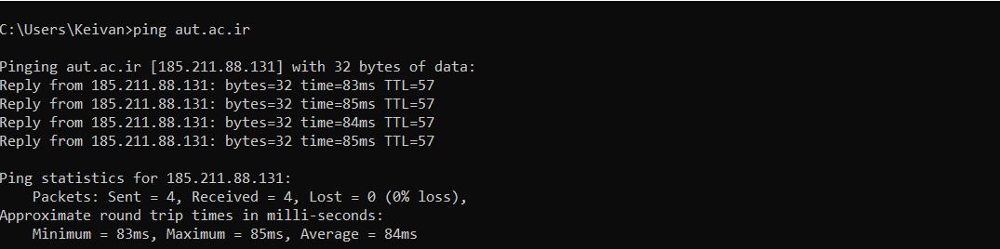 C:\Users\Keivan>ping aut.ac.ir
Pinging aut.ac.ir [185.211.88.131] with 32 bytes of data:
Reply from 185.211.88.131: bytes=32 time=83ms TTL=57
Reply from 185.211.88.131: bytes=32 time=85ms TTL=57
Reply from 185.211.88.131: bytes=32 time=84ms TTL=57
Reply from 185.211.88.131: bytes=32 time=85ms TTL=57
Ping statistics for 185.211.88.131:
    Packets: Sent = 4, Received = 4, Lost = 0 (0% loss),
Approximate round trip times in milli-seconds:
    Minimum = 83ms, Maximum = 85ms, Average = 84ms